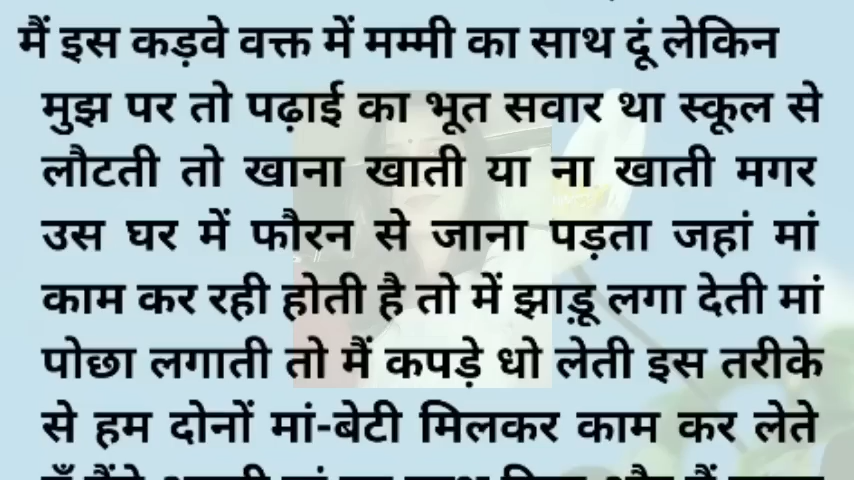 मैं इस कड़वे वक्त में मम्मी का साथ दूं लेकिन
मुझ पर तो पढ़ाई का भूत सवार था स्कूल से
लौटती तो खाना खाती या ना खाती मगर
उस घर में फौरन से जाना पड़ता जहां मां
काम कर रही होती है तो में झाड़ू लगा देती मां
पोछा लगाती तो मैं कपड़े धो लेती इस तरीके
से हम दोनों मां-बेटी मिलकर काम कर लेते